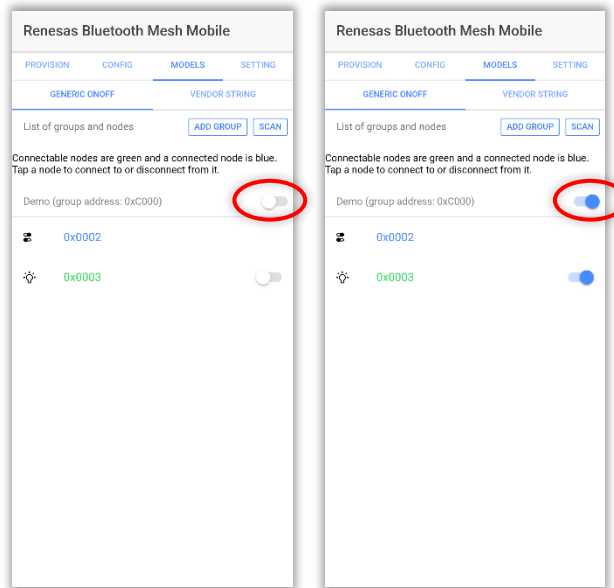 Renesas Bluetooth Mesh Mobile
PROVISION CONFIG MODELS SETTING
GENERIC ONOFF VENDOR STRING
List of groups and nodes ADD GROUP SCAN
Connectable nodes are green and a connected node is blue.
Tap a node to connect to or disconnect from it.
Demo (group address: 0xC000)
0x0002
0x0003
Renesas Bluetooth Mesh Mobile
PROVISION CONFIG MODELS SETTING
GENERIC ONOFF VENDOR STRING
List of groups and nodes ADD GROUP SCAN
Connectable nodes are green and a connected node is blue.
Tap a node to connect to or disconnect from it.
Demo (group address: 0xC000)
0x0002
0x0003